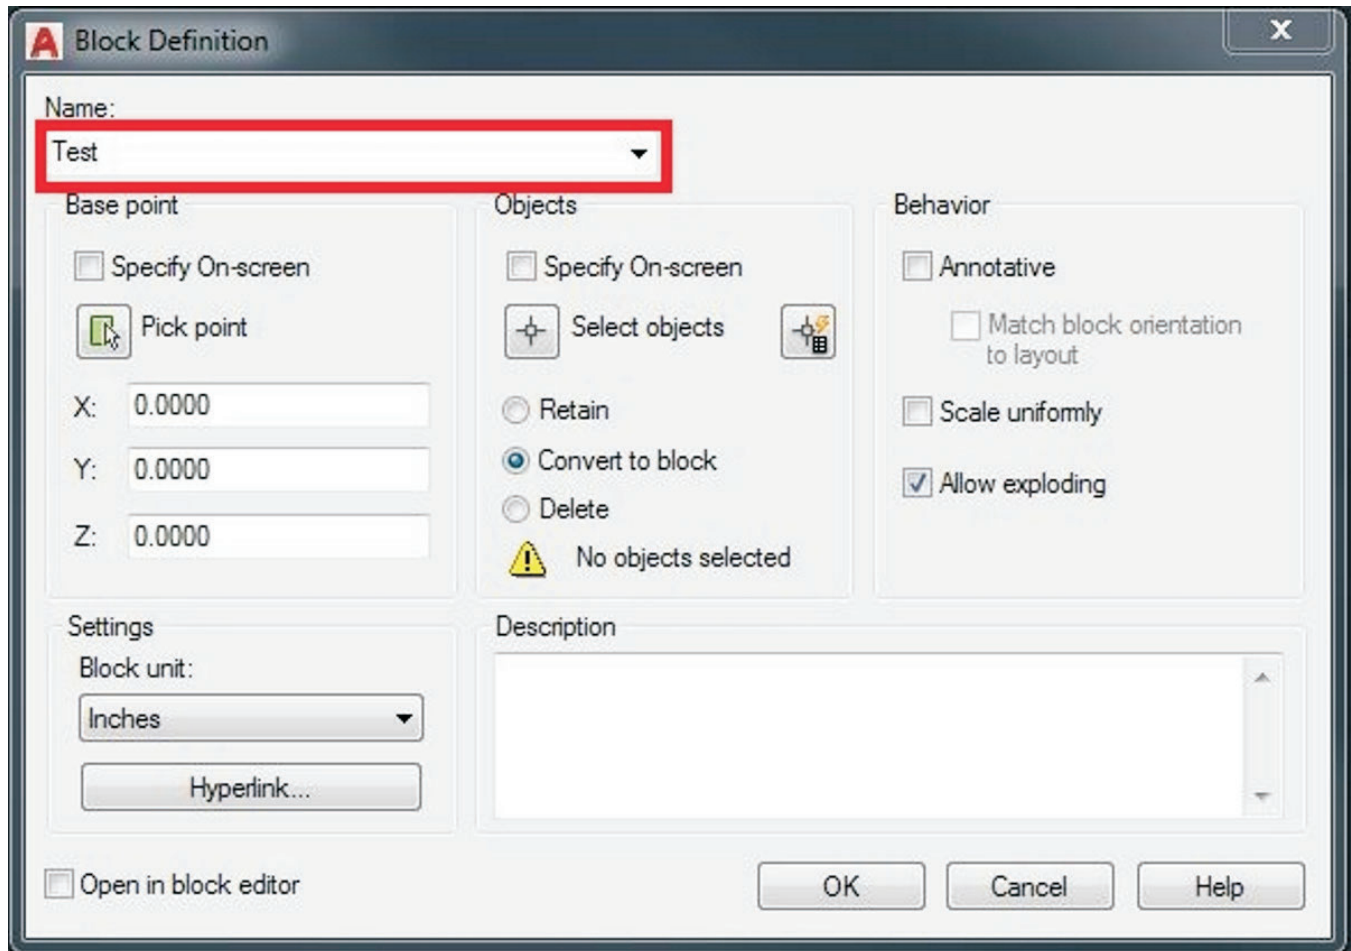 Block Definition
Name:
Test
Base point
Specify On-screen
Pick point
X: 0.0000
Y: 0.0000
Z: 0.0000
Objects
Specify On-screen
Select objects
Retain
Convert to block
Delete
No objects selected
Behavior
Annotative
Match block orientation
to layout
Scale uniformly
Allow exploding
Settings
Block unit:
Inches
Hyperlink...
Description
Open in block editor
OK
Cancel
Help